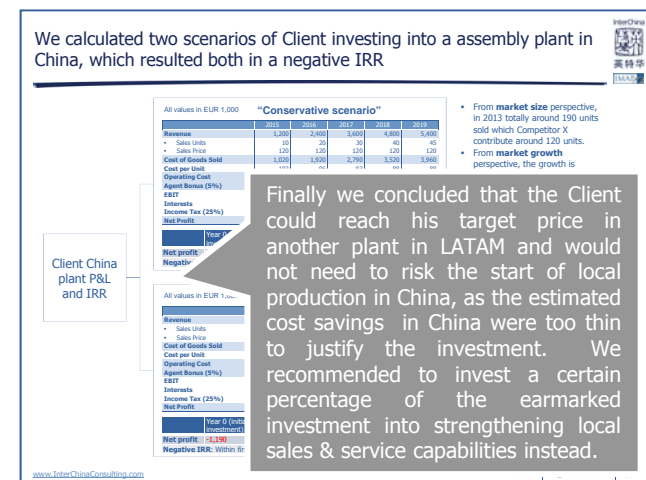 We calculated two scenarios of Client investing into a assembly plant in
China, which resulted both in a negative IRR
InterChina
英特华
IMAP
All values in EUR 1,000 "Conservative scenario"
2015 2016 2017 2018 2019
Revenue 1,200 2,400 3,600 4,800 5,400
• Sales Units 10 20 30 40 45
• Sales Price 120 120 120 120 120
Cost of Goods Sold 1,020 1,920 2,790 3,520 3,960
Cost per Unit
Operating Cost
Agent Bonus (5%)
EBIT
Interests
Income Tax (25%)
Net Profit
Year 0
Net profit
Negative
• From market size perspective,
in 2013 totally around 190 units
sold which Competitor X
contribute around 120 units.
• From market growth
perspective, the growth is
Client China
plant P&L
and IRR
Finally we concluded that the Client
could reach his target price in
another plant in LATAM and would
not need to risk the start of local
production in China, as the estimated
cost savings in China were too thin
to justify the investment. We
recommended to invest a certain
percentage of the earmarked
investment into strengthening local
sales & service capabilities instead.
All values in EUR
Revenue
• Sales Units
• Sales Price
Cost of Goods Sold
Cost per Unit
Operating Cost
Agent Bonus (5%)
EBIT
Interests
Income Tax (25%)
Net Profit
Year 0
investment)
Net profit -1,190
Negative IRR: Within
www.InterChinaConsulting.com